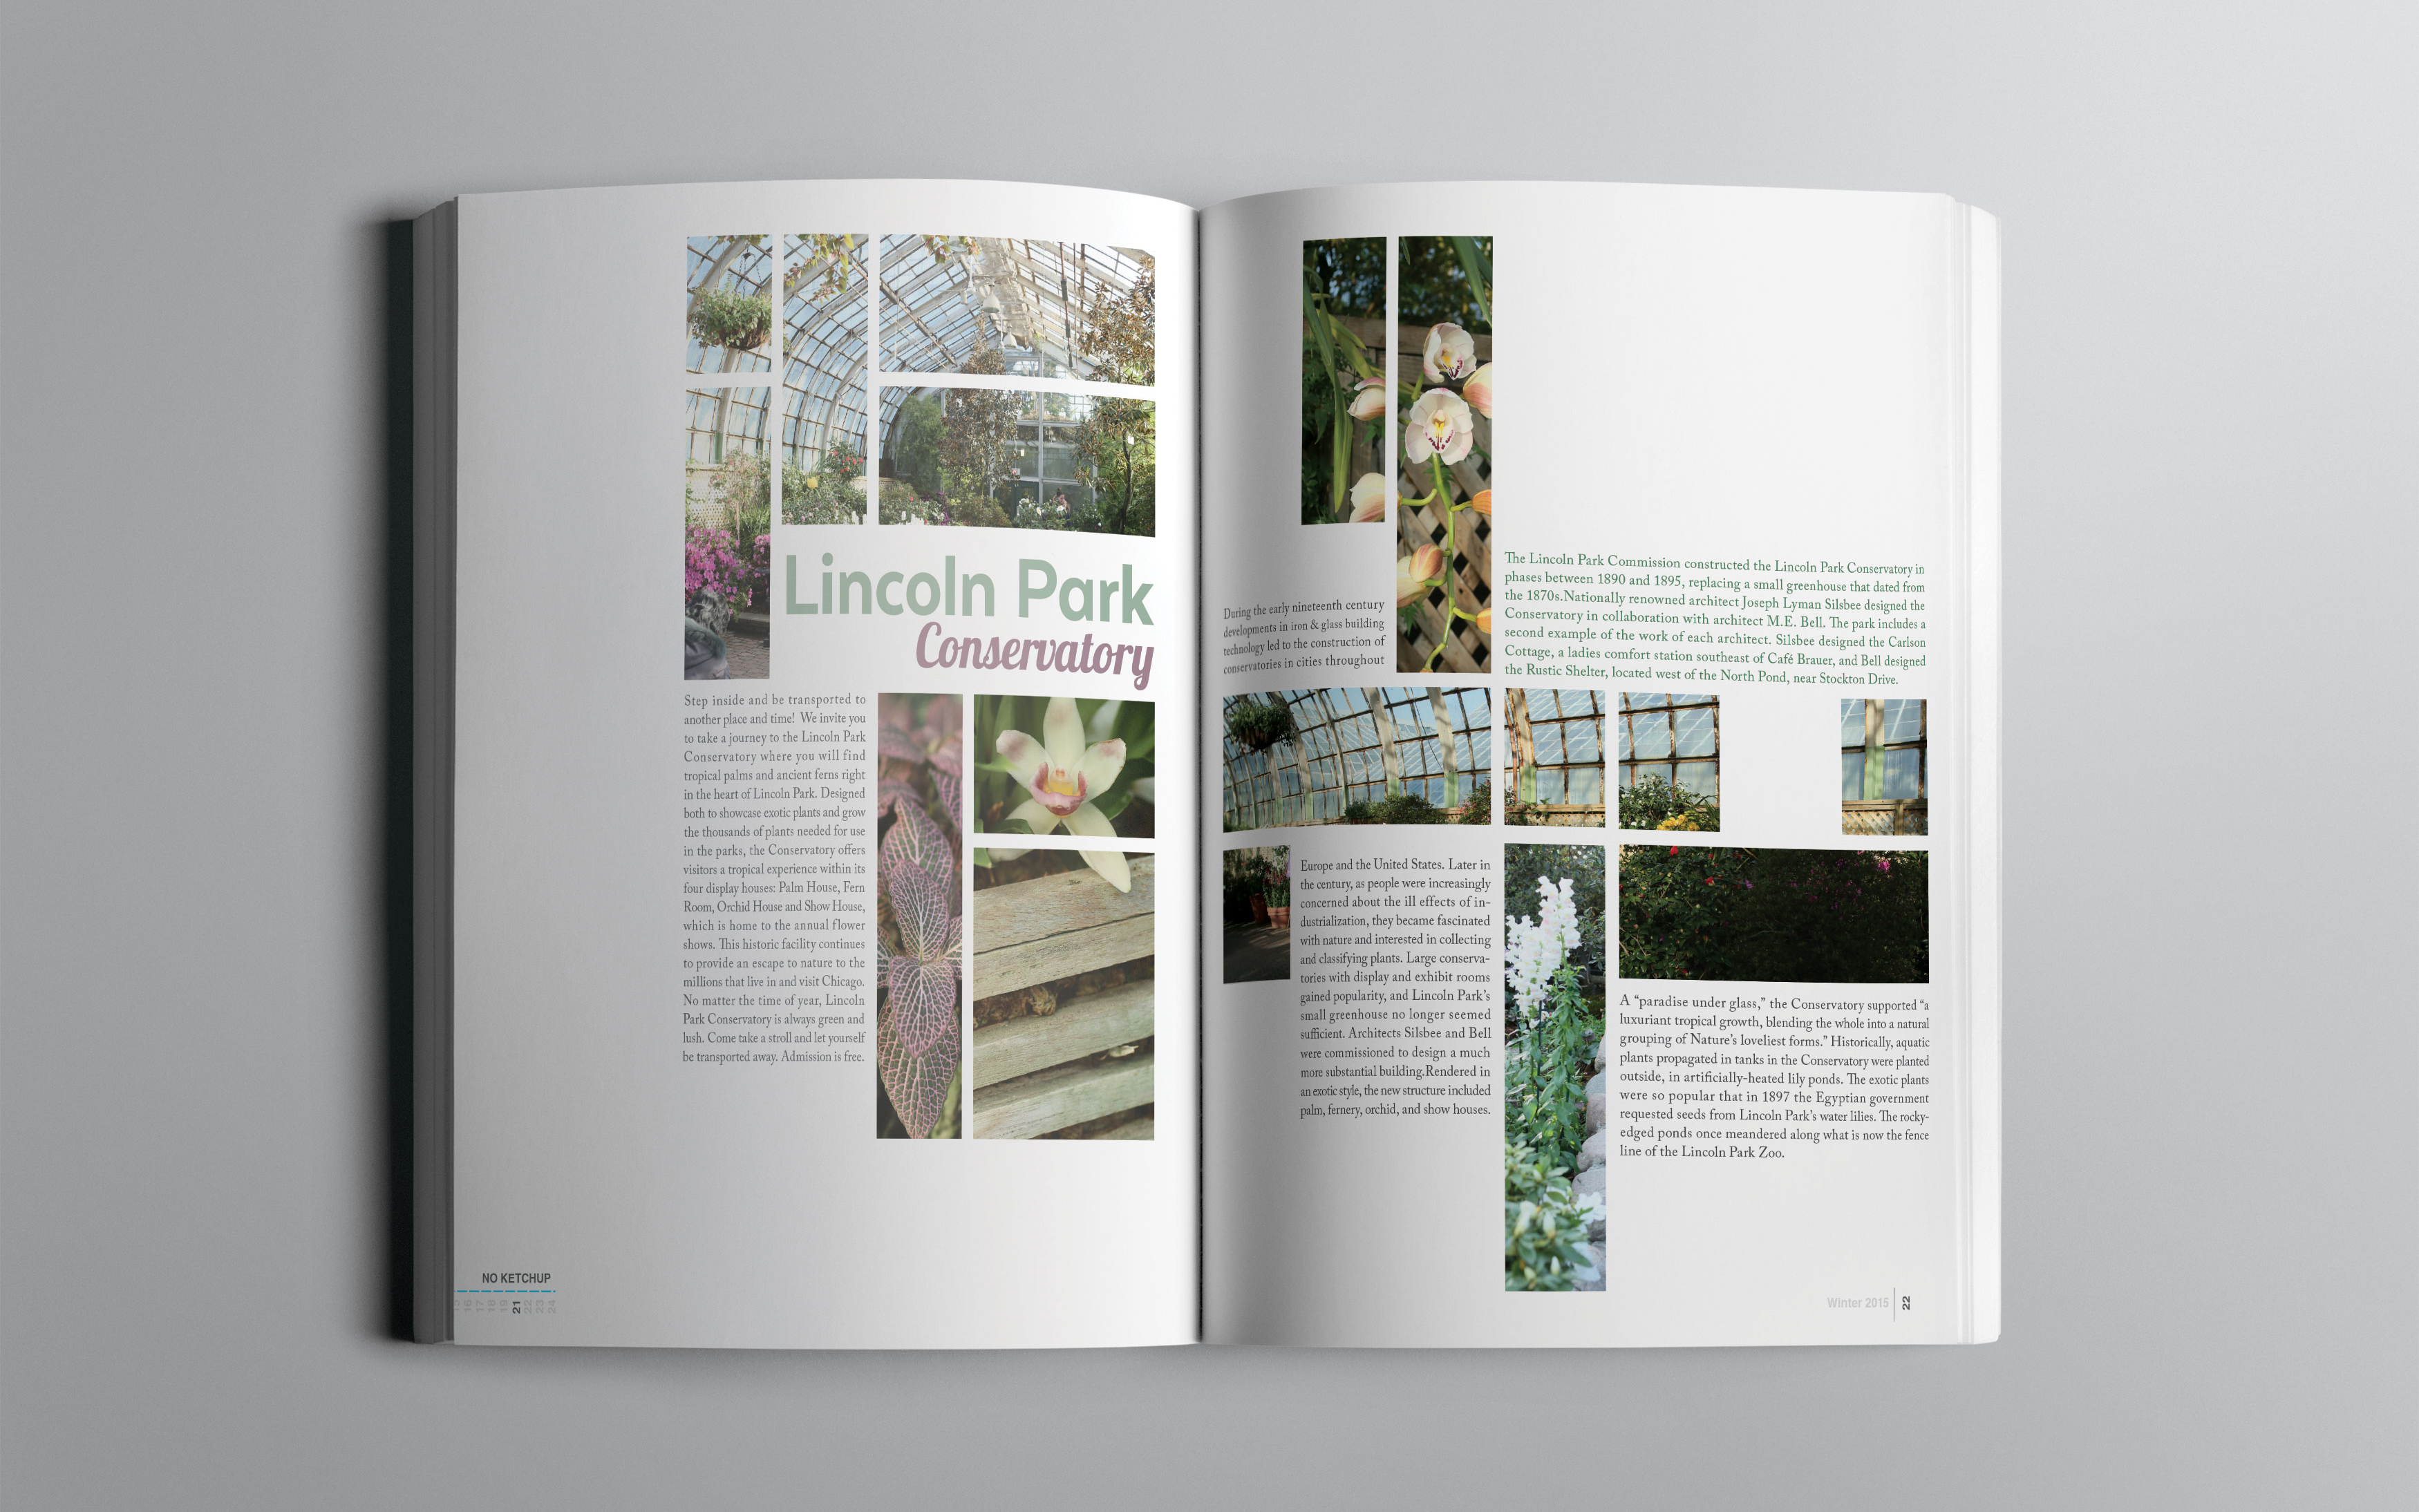 Lincoln Park
Conservatory
Step inside and be transported to
another place and time! We invite you
to take a journey to the Lincoln Park
Conservatory where you will find
tropical palms and ancient ferns right
in the heart of Lincoln Park. Designed
both to showcase exotic plants and grow
the thousands of plants needed for use
in the parks, the Conservatory offers
visitors a tropical experience within its
four display houses: Palm House, Fern
Room, Orchid House and Show House,
which is home to the annual flower
shows. This historic facility continues
to provide an escape to nature to the
millions that live in and visit Chicago.
No matter the time of year, Lincoln
Park Conservatory is always green and
lush. Come take a stroll and let yourself
be transported away. Admission is free.
NO KETCHUP
15 16 17 18 19 21 22 23 24
During the early nineteenth century
developments in iron & glass building
technology led to the construction of
conservatories in cities throughout
Europe and the United States. Later in
the century, as people were increasingly
concerned about the ill effects of in-
dustrialization, they became fascinated
with nature and interested in collecting
and classifying plants. Large conserva-
tories with display and exhibit rooms
gained popularity, and Lincoln Park's
small greenhouse no longer seemed
sufficient. Architects Silsbee and Bell
were commissioned to design a much
more substantial building.Rendered in
an exotic style, the new structure included
palm, fernery, orchid, and show houses.
The Lincoln Park Commission constructed the Lincoln Park Conservatory in
phases between 1890 and 1895, replacing a small greenhouse that dated from
the 1870s.Nationally renowned architect Joseph Lyman Silsbee designed the
Conservatory in collaboration with architect M.E. Bell. The park includes a
second example of the work of each architect. Silsbee designed the Carlson
Cottage, a ladies comfort station southeast of Café Brauer, and Bell designed
the Rustic Shelter, located west of the North Pond, near Stockton Drive.
A “paradise under glass,” the Conservatory supported “a
luxuriant tropical growth, blending the whole into a natural
grouping of Nature's loveliest forms.” Historically, aquatic
plants propagated in tanks in the Conservatory were planted
outside, in artificially-heated lily ponds. The exotic plants
were so popular that in 1897 the Egyptian government
requested seeds from Lincoln Park's water lilies. The rocky-
edged ponds once meandered along what is now the fence
line of the Lincoln Park Zoo.
Winter 2015 22